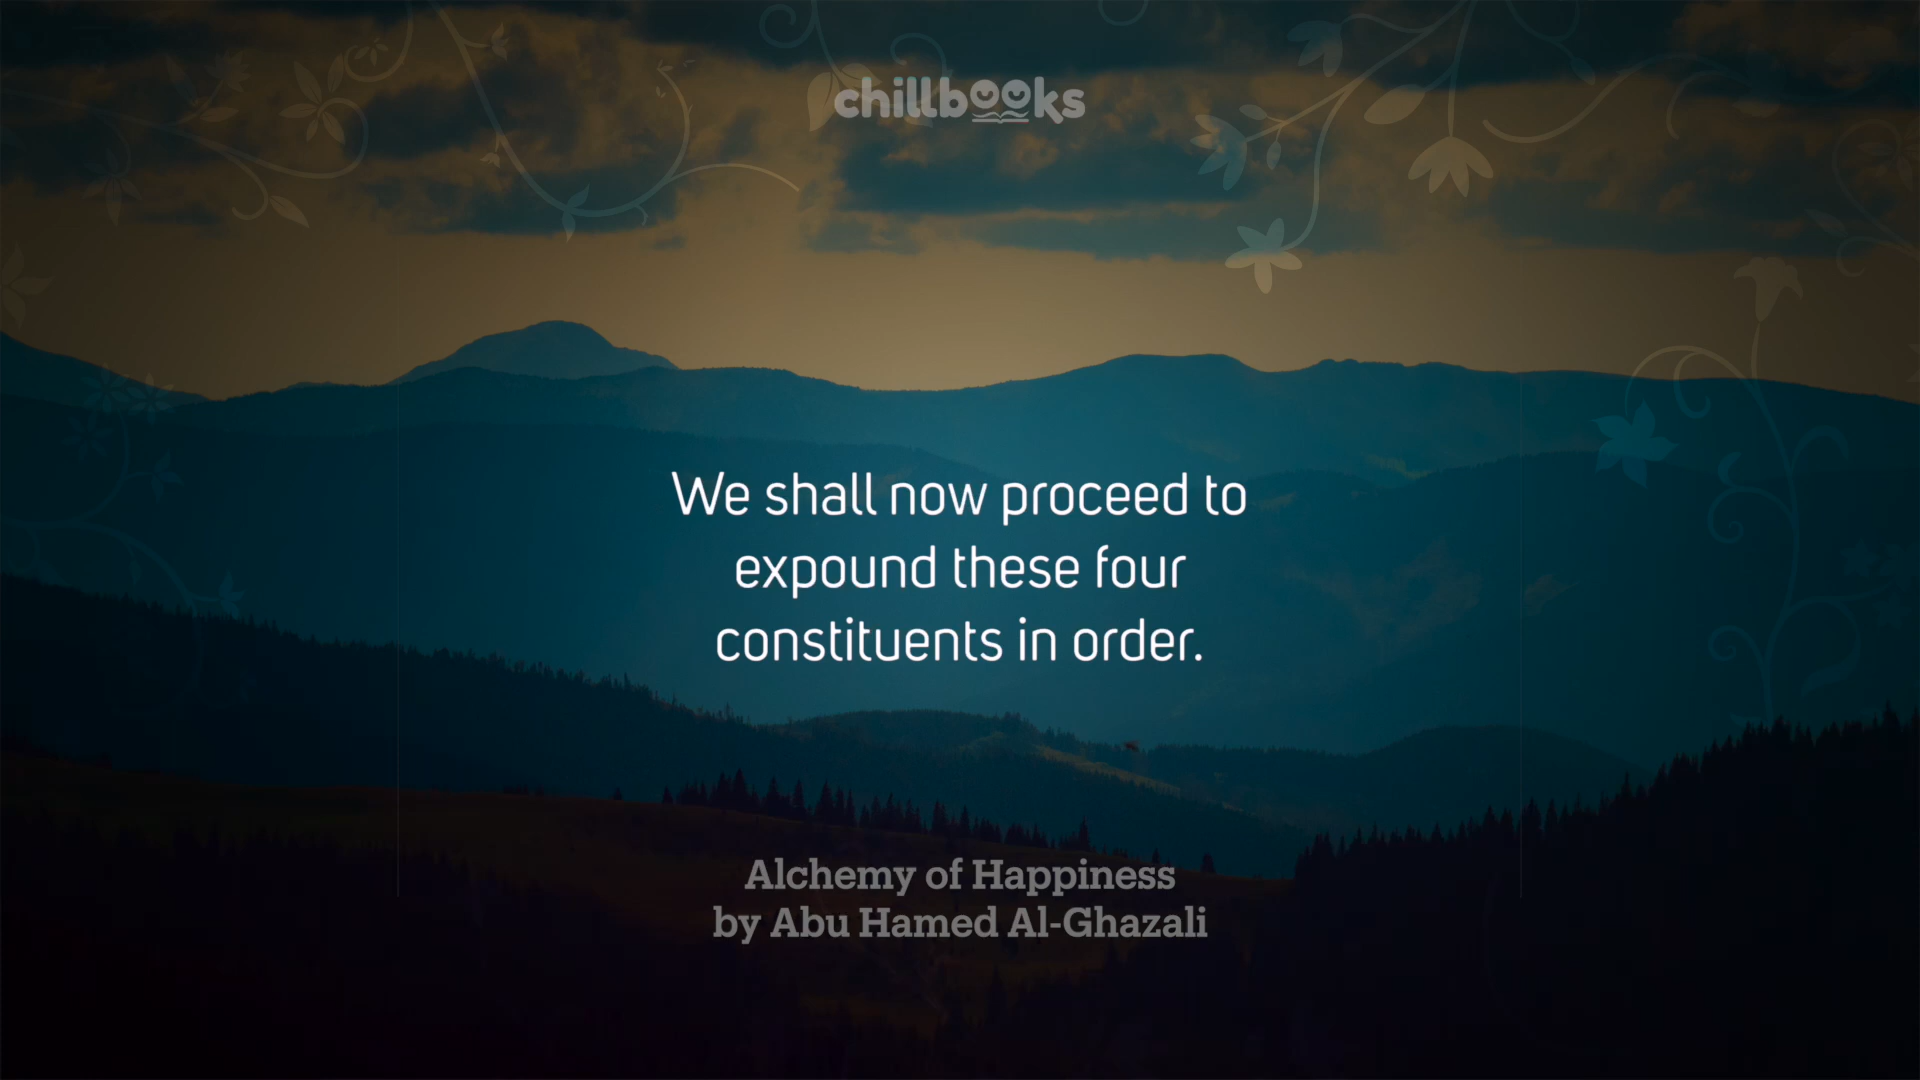 chillbooks
We shall now proceed to
expound these four
constituents in order.
Alchemy of Happiness
by Abu Hamed Al-Ghazali